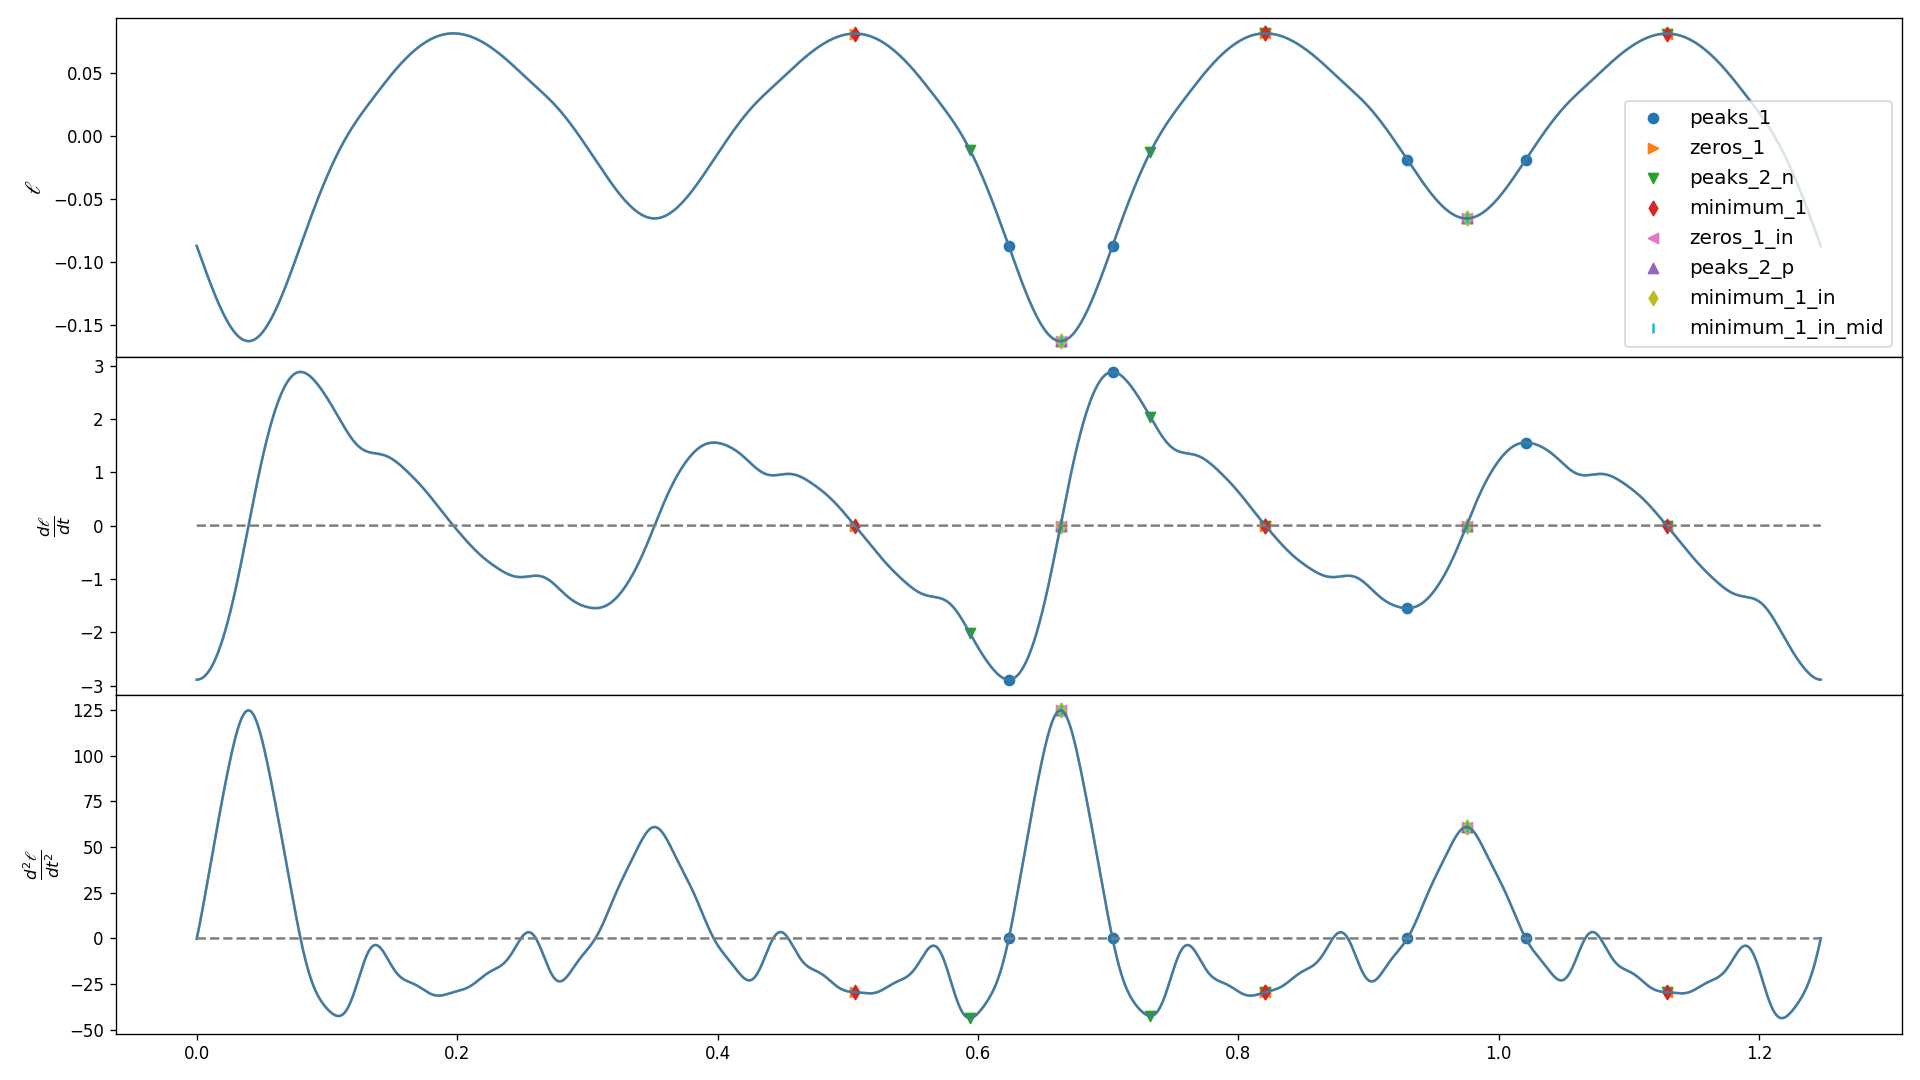 0.05
0.00
−0.05
−0.10
−0.15
ℓ
peaks_1
zeros_1
peaks_2_n
minimum_1
zeros_1_in
peaks_2_p
minimum_1_in
minimum_1_in_mid
3
2
1
0
−1
−2
−3
dℓ/dt
125
100
75
50
25
0
−25
−50
d²ℓ/dt²
0.0 0.2 0.4 0.6 0.8 1.0 1.2